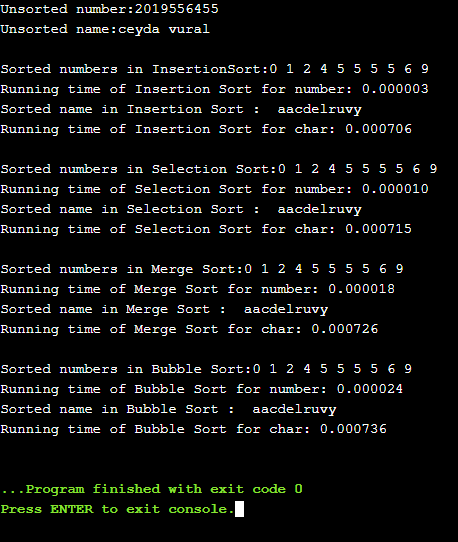 Unsorted number:2019556455
Unsorted name:ceyda vural
Sorted numbers in InsertionSort:0 1 2 4 5 5 5 5 6 9
Running time of Insertion Sort for number: 0.000003
Sorted name in Insertion Sort :  aacdelruvy
Running time of Insertion Sort for char: 0.000706
Sorted numbers in Selection Sort:0 1 2 4 5 5 5 5 6 9
Running time of Selection Sort for number: 0.000010
Sorted name in Selection Sort :  aacdelruvy
Running time of Selection Sort for char: 0.000715
Sorted numbers in Merge Sort:0 1 2 4 5 5 5 5 6 9
Running time of Merge Sort for number: 0.000018
Sorted name in Merge Sort :  aacdelruvy
Running time of Merge Sort for char: 0.000726
Sorted numbers in Bubble Sort:0 1 2 4 5 5 5 5 6 9
Running time of Bubble Sort for number: 0.000024
Sorted name in Bubble Sort :  aacdelruvy
Running time of Bubble Sort for char: 0.000736
...Program finished with exit code 0
Press ENTER to exit console.